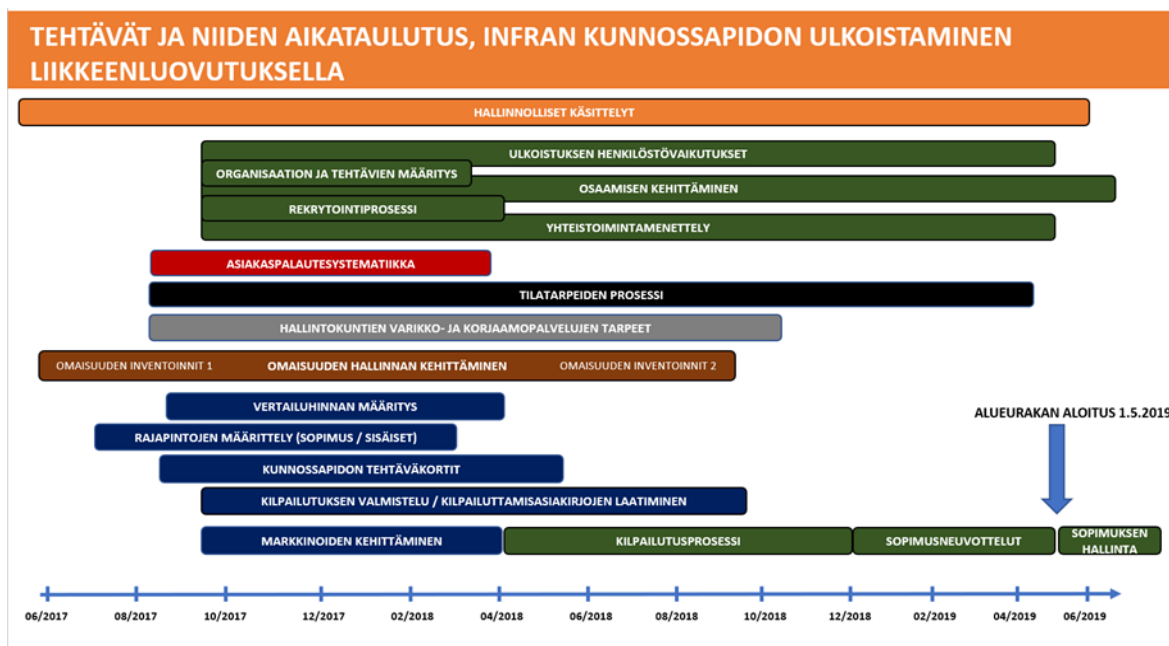 TEHTÄVÄT JA NIIDEN AIKATAULUTUS, INFRAN KUNNOSSAPIDON ULKOISTAMINEN
LIIKKEENLUOVUTUKSELLA
HALLINNOLLISET KÄSITTELYT
ULKOISTUKSEN HENKILÖSTÖVAIKUTUKSET
ORGANISAATION JA TEHTÄVIEN MÄÄRITYS
OSAAMISEN KEHITTÄMINEN
REKRYTOINTIPROSESSI
YHTEISTOIMINTAMENETTELY
ASIAKASPALAUTESYSTEMATIIKKA
TILATARPEIDEN PROSESSI
HALLINTOKUNTIEN VARIKKO- JA KORJAAMOPALVELUJEN TARPEET
OMAISUUDEN INVENTOINNIT 1 OMAISUUDEN HALLINNAN KEHITTÄMINEN OMAISUUDEN INVENTOINNIT 2
VERTAILUHINNAN MÄÄRITYS
ALUEURAKAN ALOITUS 1.5.2019
RAJAPINTOJEN MÄÄRITTELY (SOPIMUS / SISÄISET)
KUNNOSSAPIDON TEHTÄVÄKORTIT
KILPAILUTUKSEN VALMISTELU / KILPAILUTTAMISASIAKIRJOJEN LAATIMINEN
MARKKINOIDEN KEHITTÄMINEN KILPAILUTUSPROSESSI SOPIMUSNEUVOTTELUT SOPIMUKSEN
HALLINTA
06/2017 08/2017 10/2017 12/2017 02/2018 04/2018 06/2018 08/2018 10/2018 12/2018 02/2019 04/2019 06/2019